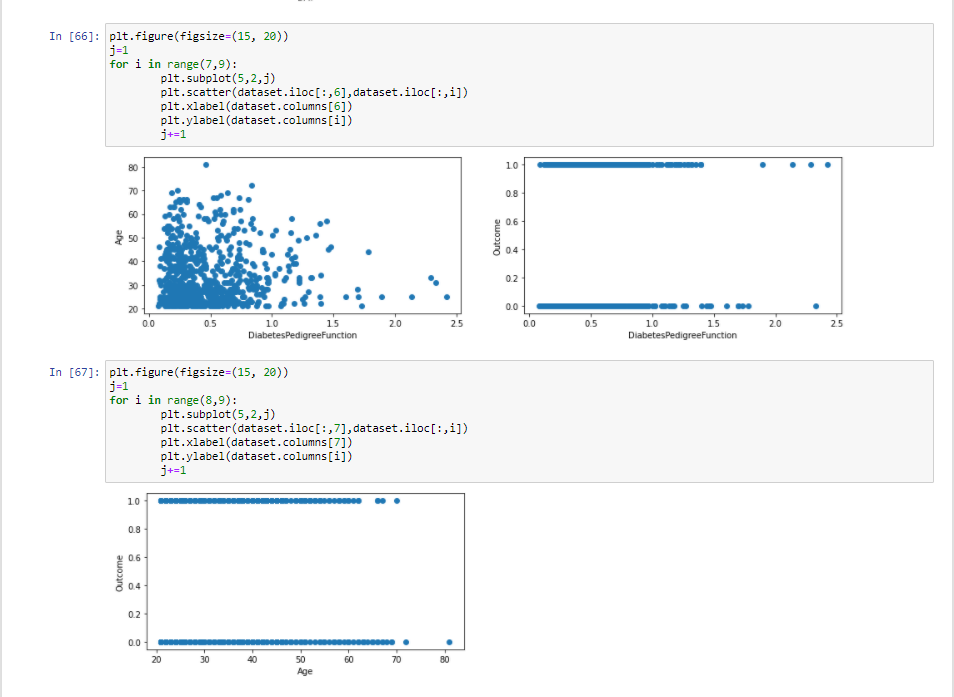 In [66]: plt.figure(figsize=(15, 20))
j=1
for i in range(7,9):
plt.subplot(5,2,j)
plt.scatter(dataset.iloc[:,6],dataset.iloc[:,i])
plt.xlabel(dataset.columns[6])
plt.ylabel(dataset.columns[i])
j+=1
80
70
60
50
40
30
20
Age
0.0 0.5 1.0 1.5 2.0 2.5
DiabetesPedigreeFunction
1.0
0.8
0.6
0.4
0.2
0.0
Outcome
0.0 0.5 1.0 1.5 2.0 2.5
DiabetesPedigreeFunction
In [67]: plt.figure(figsize=(15, 20))
j=1
for i in range(8,9):
plt.subplot(5,2,j)
plt.scatter(dataset.iloc[:,7],dataset.iloc[:,i])
plt.xlabel(dataset.columns[7])
plt.ylabel(dataset.columns[i])
j+=1
1.0
0.8
0.6
0.4
0.2
0.0
Outcome
20 30 40 50 60 70 80
Age